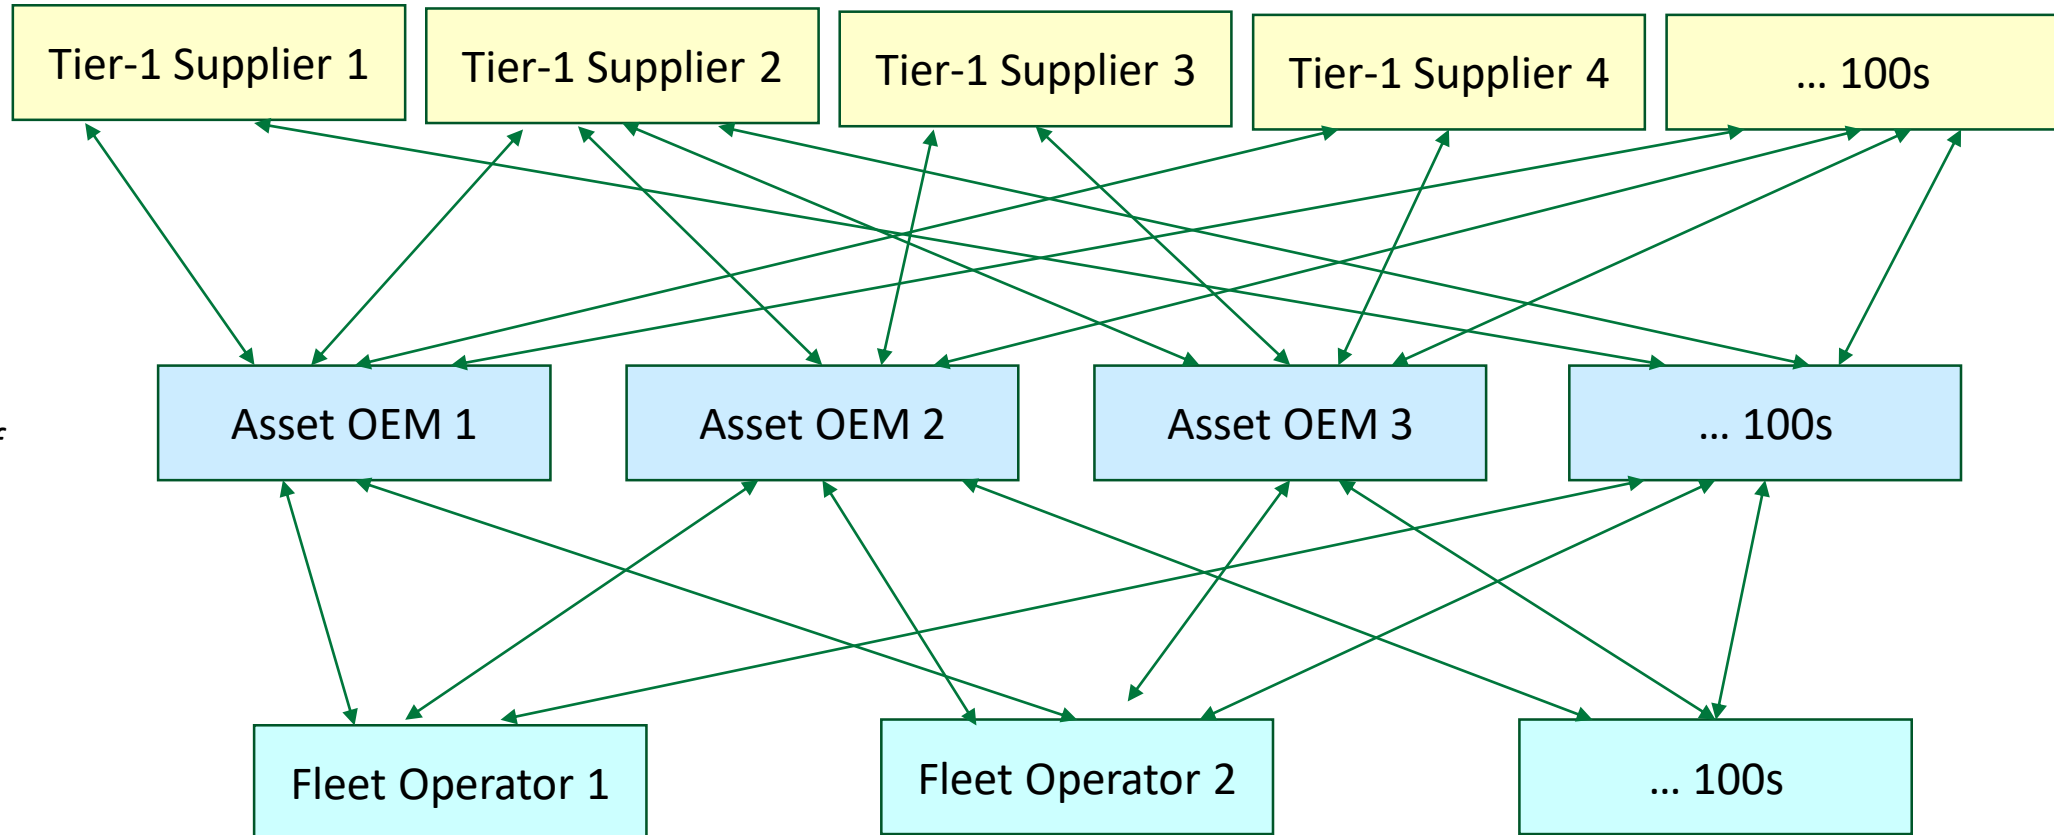 Tier-1 Supplier 1
Tier-1 Supplier 2
Tier-1 Supplier 3
Tier-1 Supplier 4
... 100s
Asset OEM 1
Asset OEM 2
Asset OEM 3
... 100s
Fleet Operator 1
Fleet Operator 2
... 100s